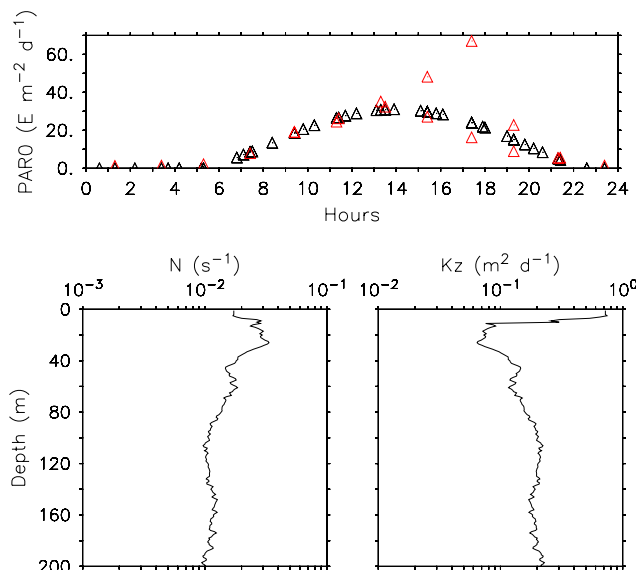 PAR0 (E m⁻² d⁻¹)
60.
40.
20.
0.
0 2 4 6 8 10 12 14 16 18 20 22 24
Hours
N (s⁻¹)
Kz (m² d⁻¹)
10⁻³ 10⁻² 10⁻¹
10⁻² 10⁻¹ 10⁰
Depth (m)
0
40
80
120
160
200